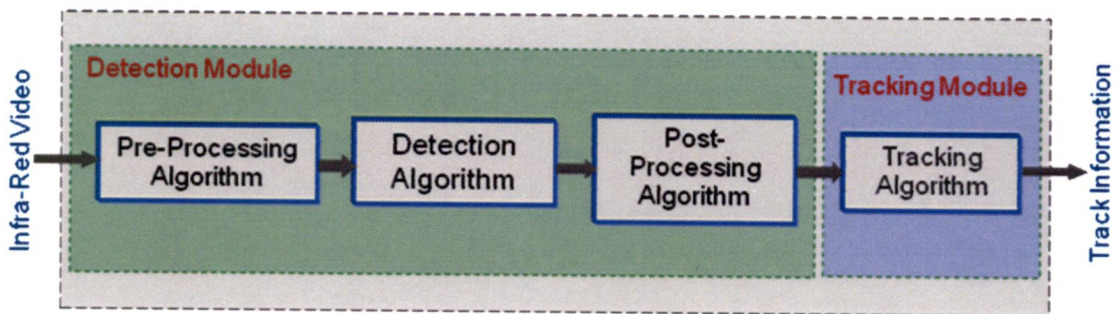 Infra-Red Video
Detection Module
Pre-Processing
Algorithm
Detection
Algorithm
Post-
Processing
Algorithm
Tracking Module
Tracking
Algorithm
Track Information